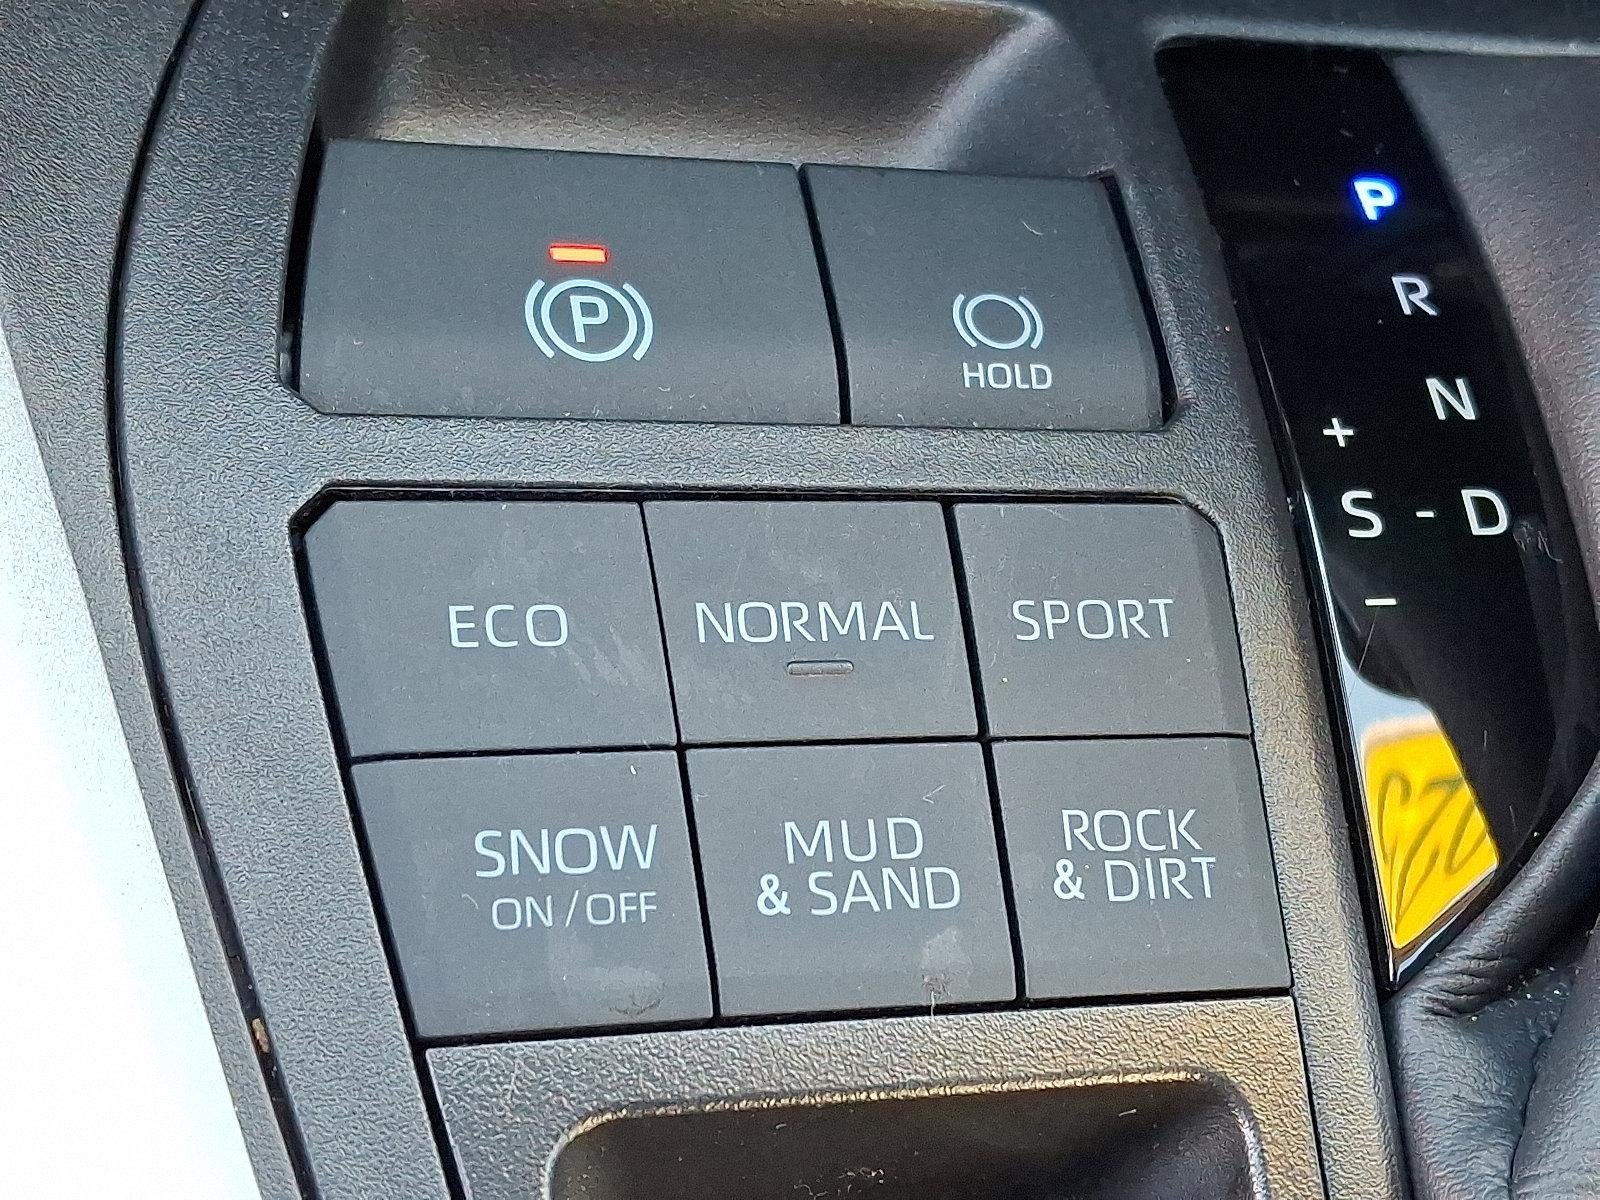 P
P
HOLD
R
N
+
S - D
-
ECO
NORMAL
SPORT
SNOW
ON / OFF
MUD
& SAND
ROCK
& DIRT